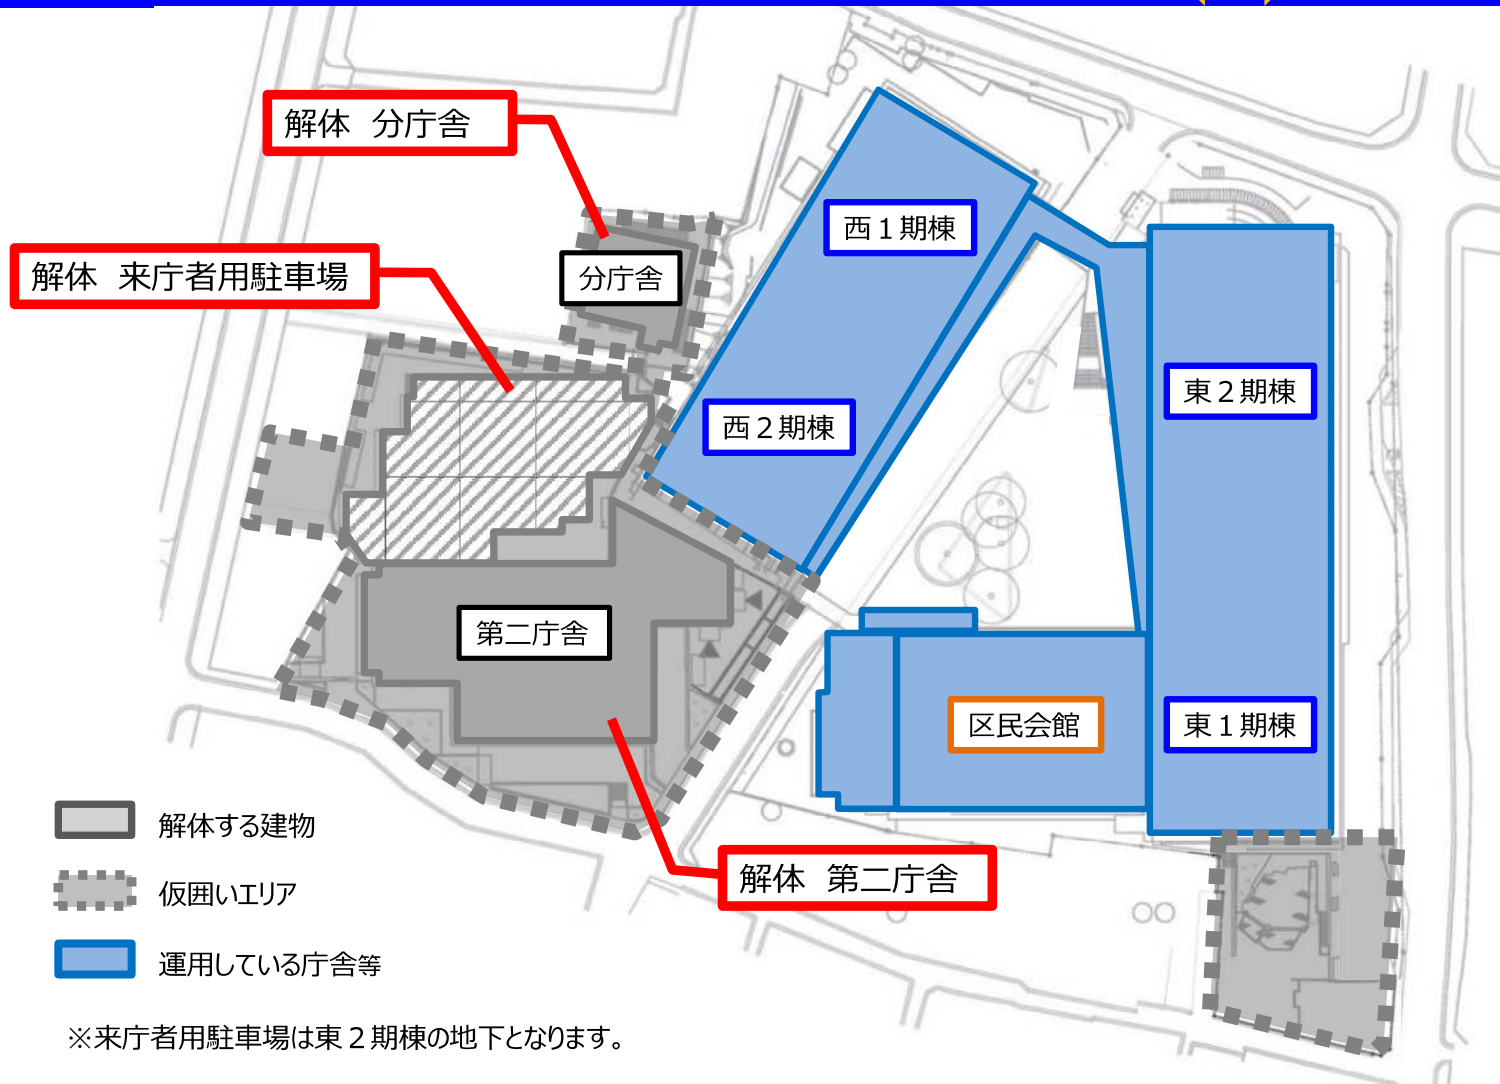 解体　分庁舎
西１期棟
解体　来庁者用駐車場
分庁舎
東２期棟
西２期棟
第二庁舎
区民会館
東１期棟
解体する建物
解体　第二庁舎
仮囲いエリア
運用している庁舎等
※来庁者用駐車場は東２期棟の地下となります。